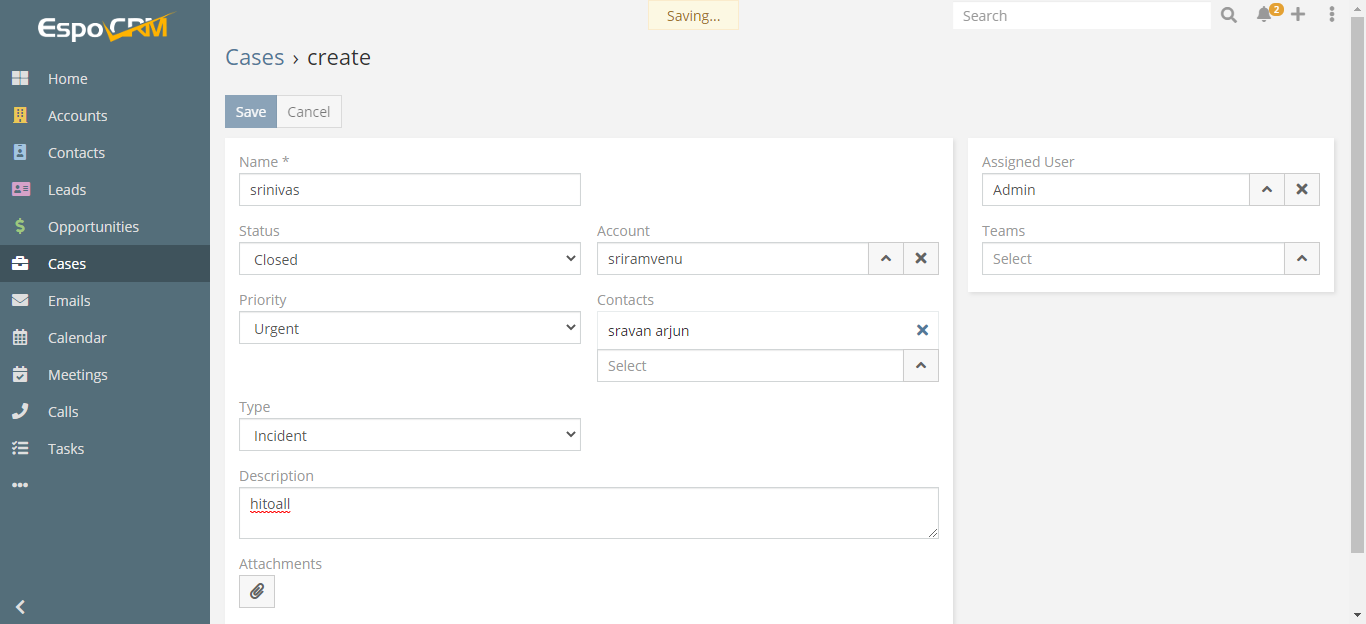 EspoCRM
Saving...
Search
2
Cases › create
Home
Accounts
Contacts
Leads
Opportunities
Cases
Emails
Calendar
Meetings
Calls
Tasks
Save
Cancel
Name *
srinivas
Status
Account
Closed
sriramvenu
Priority
Contacts
Urgent
sravan arjun
Select
Type
Incident
Description
hitoall
Attachments
Assigned User
Admin
Teams
Select